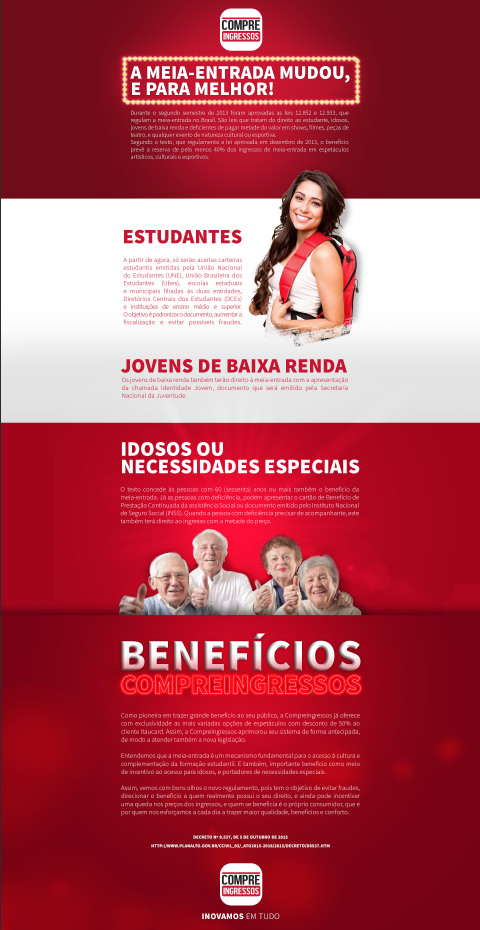 COMPRE
INGRESSOS
A MEIA-ENTRADA MUDOU,
E PARA MELHOR!
Durante o segundo semestre de 2013 foram aprovadas as leis 12.852 e 12.933, que
regulam a meia-entrada no Brasil. São leis que tratam do direito ao estudante, idosos,
jovens de baixa renda e deficientes de pagar metade do valor em shows, filmes, peças de
teatro, e qualquer evento de natureza cultural ou esportiva.
Segundo o texto, que regulamenta a lei aprovada em dezembro de 2013, o benefício
prevê a reserva de pelo menos 40% dos ingressos de meia-entrada em espetáculos
artísticos, culturais e esportivos.
ESTUDANTES
A partir de agora, só serão aceitas carteiras
estudantis emitidas pela União Nacional
do Estudantes (UNE), União Brasileira dos
Estudantes (Ubes), escolas estaduais
e municipais filiadas às duas entidades,
Diretórios Centrais dos Estudantes (DCEs)
e instituições de ensino médio e superior.
O objetivo é padronizar o documento, aumentar a
fiscalização e evitar possíveis fraudes.
JOVENS DE BAIXA RENDA
Os jovens de baixa renda também terão direito à meia-entrada com a apresentação
da chamada Identidade Jovem, documento que será emitido pela Secretaria
Nacional da Juventude.
IDOSOS OU
NECESSIDADES ESPECIAIS
O texto concede às pessoas com 60 (sessenta) anos ou mais também o benefício da
meia-entrada. Já as pessoas com deficiência, podem apresentar o cartão de Benefício de
Prestação Continuada da assistência Social ou documento emitido pelo Instituto Nacional
de Seguro Social (INSS). Quando a pessoa com deficiência precisar de acompanhante, este
também terá direito ao ingresso com a metade do preço.
BENEFÍCIOS
COMPREINGRESSOS
Como pioneira em trazer grande benefício ao seu público, a Compreingressos já oferece
com exclusividade as mais variadas opções de espetáculos com desconto de 50% ao
cliente Itaucard. Assim, a Compreingressos aprimorou seu sistema de forma antecipada,
de modo a atender também a nova legislação.
Entendemos que a meia-entrada é um mecanismo fundamental para o acesso à cultura e
complementação da formação estudantil. E também, importante benefício como meio
de incentivo ao acesso para idosos, e portadores de necessidades especiais.
Assim, vemos com bons olhos o novo regulamento, pois tem o objetivo de evitar fraudes,
direcionar o benefício a quem realmente possui o seu direito, e ainda pode incentivar
uma queda nos preços dos ingressos, e quem se beneficia é o próprio consumidor, que é
por quem nos esforçamos a cada dia a trazer maior qualidade, benefícios e conforto.
DECRETO Nº 8.537, DE 5 DE OUTUBRO DE 2015
HTTP://WWW.PLANALTO.GOV.BR/CCIVIL_03/_ATO2015-2018/2015/DECRETO/D8537.HTM
COMPRE
INGRESSOS
INOVAMOS EM TUDO